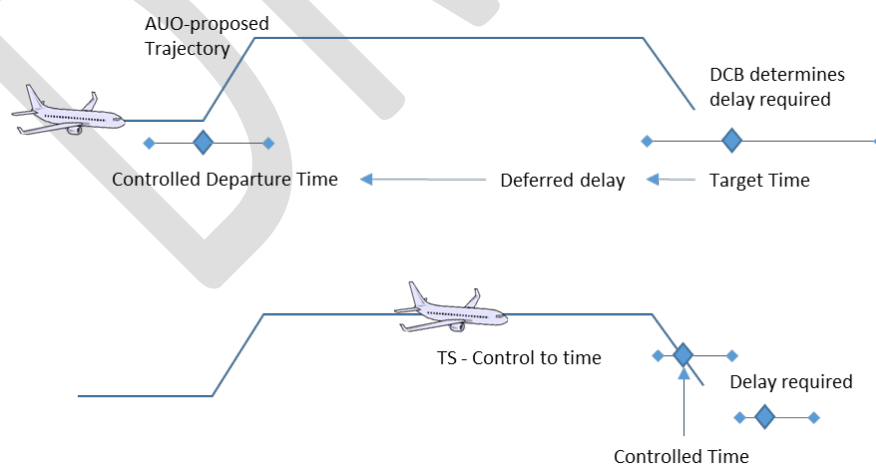 AUO-proposed
Trajectory
DCB determines
delay required
Controlled Departure Time
Deferred delay
Target Time
TS - Control to time
Delay required
Controlled Time